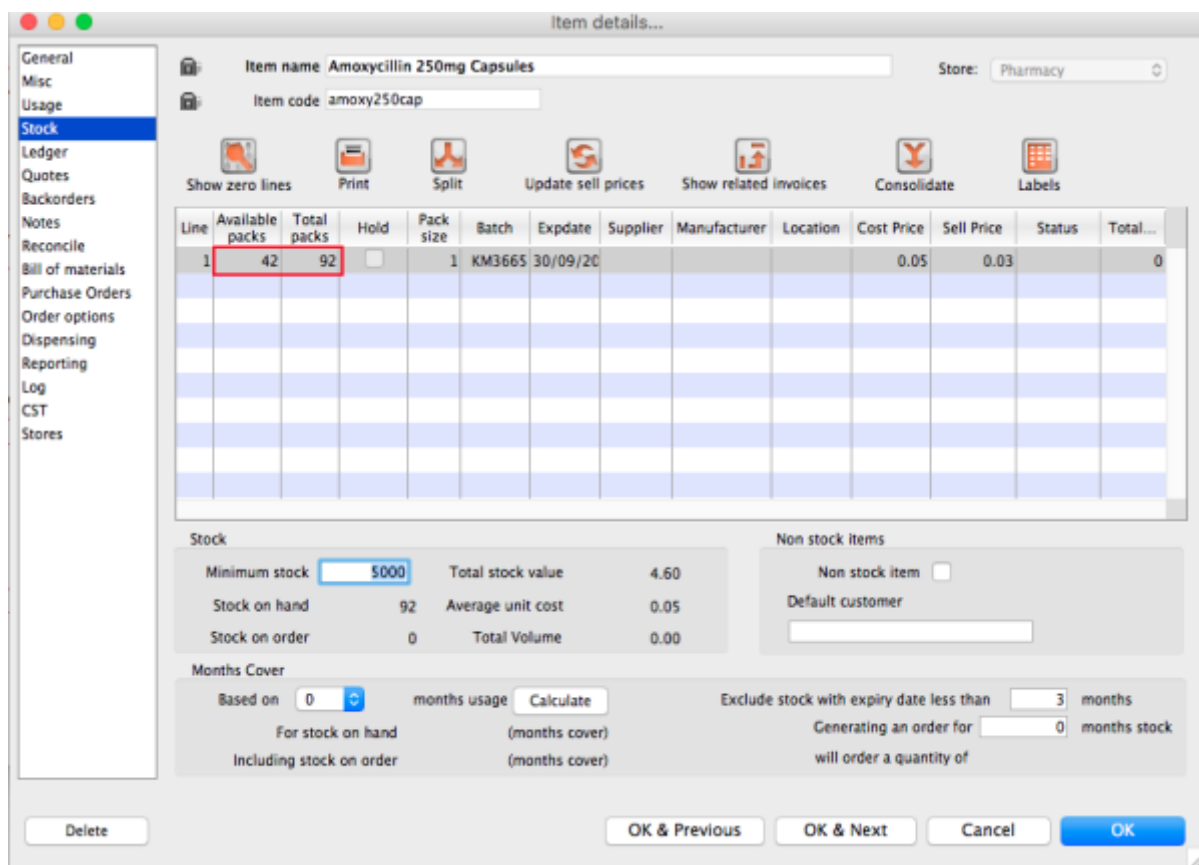 Item details...
General
Misc
Usage
Stock
Ledger
Quotes
Backorders
Notes
Reconcile
Bill of materials
Purchase Orders
Order options
Dispensing
Reporting
Log
CST
Stores
Item name Amoxycillin 250mg Capsules
Store: Pharmacy
Item code amoxy250cap
Show zero lines Print Split Update sell prices Show related invoices Consolidate Labels
Line Available packs Total packs Hold Pack size Batch Expdate Supplier Manufacturer Location Cost Price Sell Price Status Total...
1 42 92 1 KM3665 30/09/20 0.05 0.03 0
Stock
Minimum stock 5000 Total stock value 4.60
Stock on hand 92 Average unit cost 0.05
Stock on order 0 Total Volume 0.00
Non stock items
Non stock item
Default customer
Months Cover
Based on 0 months usage Calculate
For stock on hand (months cover)
Including stock on order (months cover)
Exclude stock with expiry date less than 3 months
Generating an order for 0 months stock
will order a quantity of
Delete OK & Previous OK & Next Cancel OK